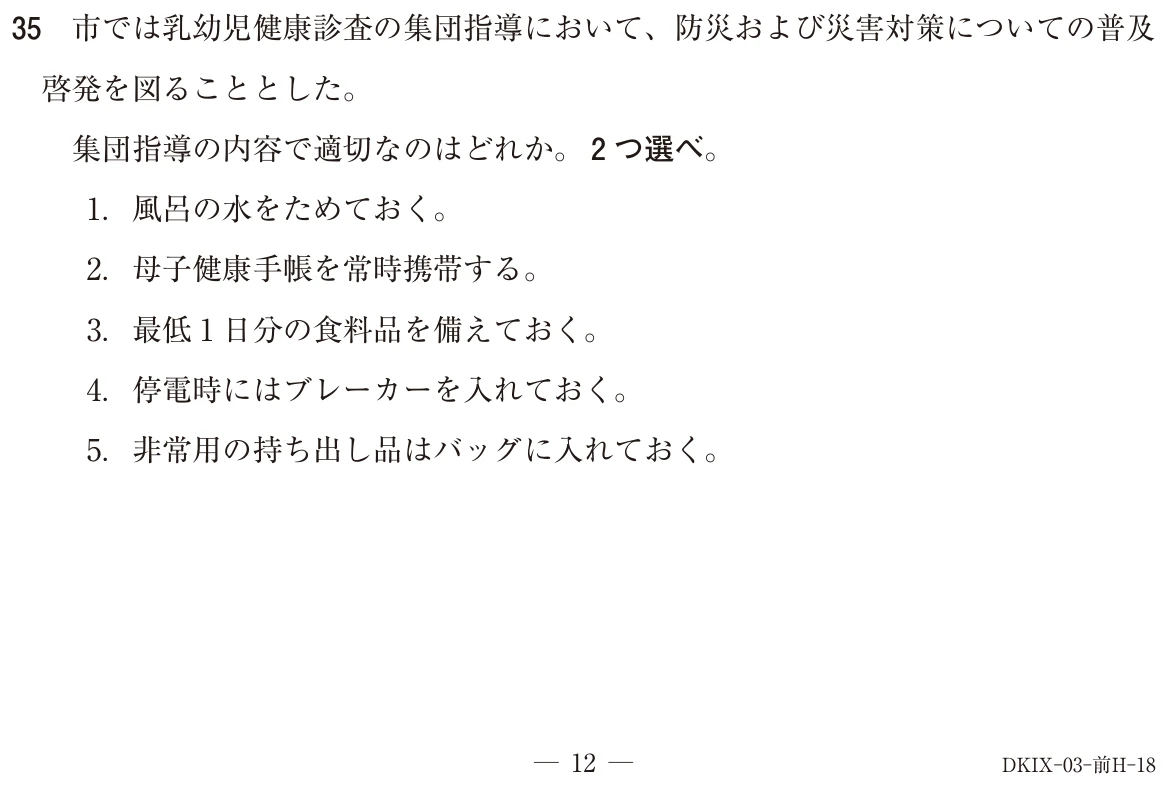 35 市では乳幼児健康診査の集団指導において、防災および災害対策についての普及
啓発を図ることとした。
集団指導の内容で適切なのはどれか。2つ選べ。
1. 風呂の水をためておく。
2. 母子健康手帳を常時携帯する。
3. 最低1日分の食料品を備えておく。
4. 停電時にはブレーカーを入れておく。
5. 非常用の持ち出し品はバッグに入れておく。
— 12 —
DKIX-03-前H-18